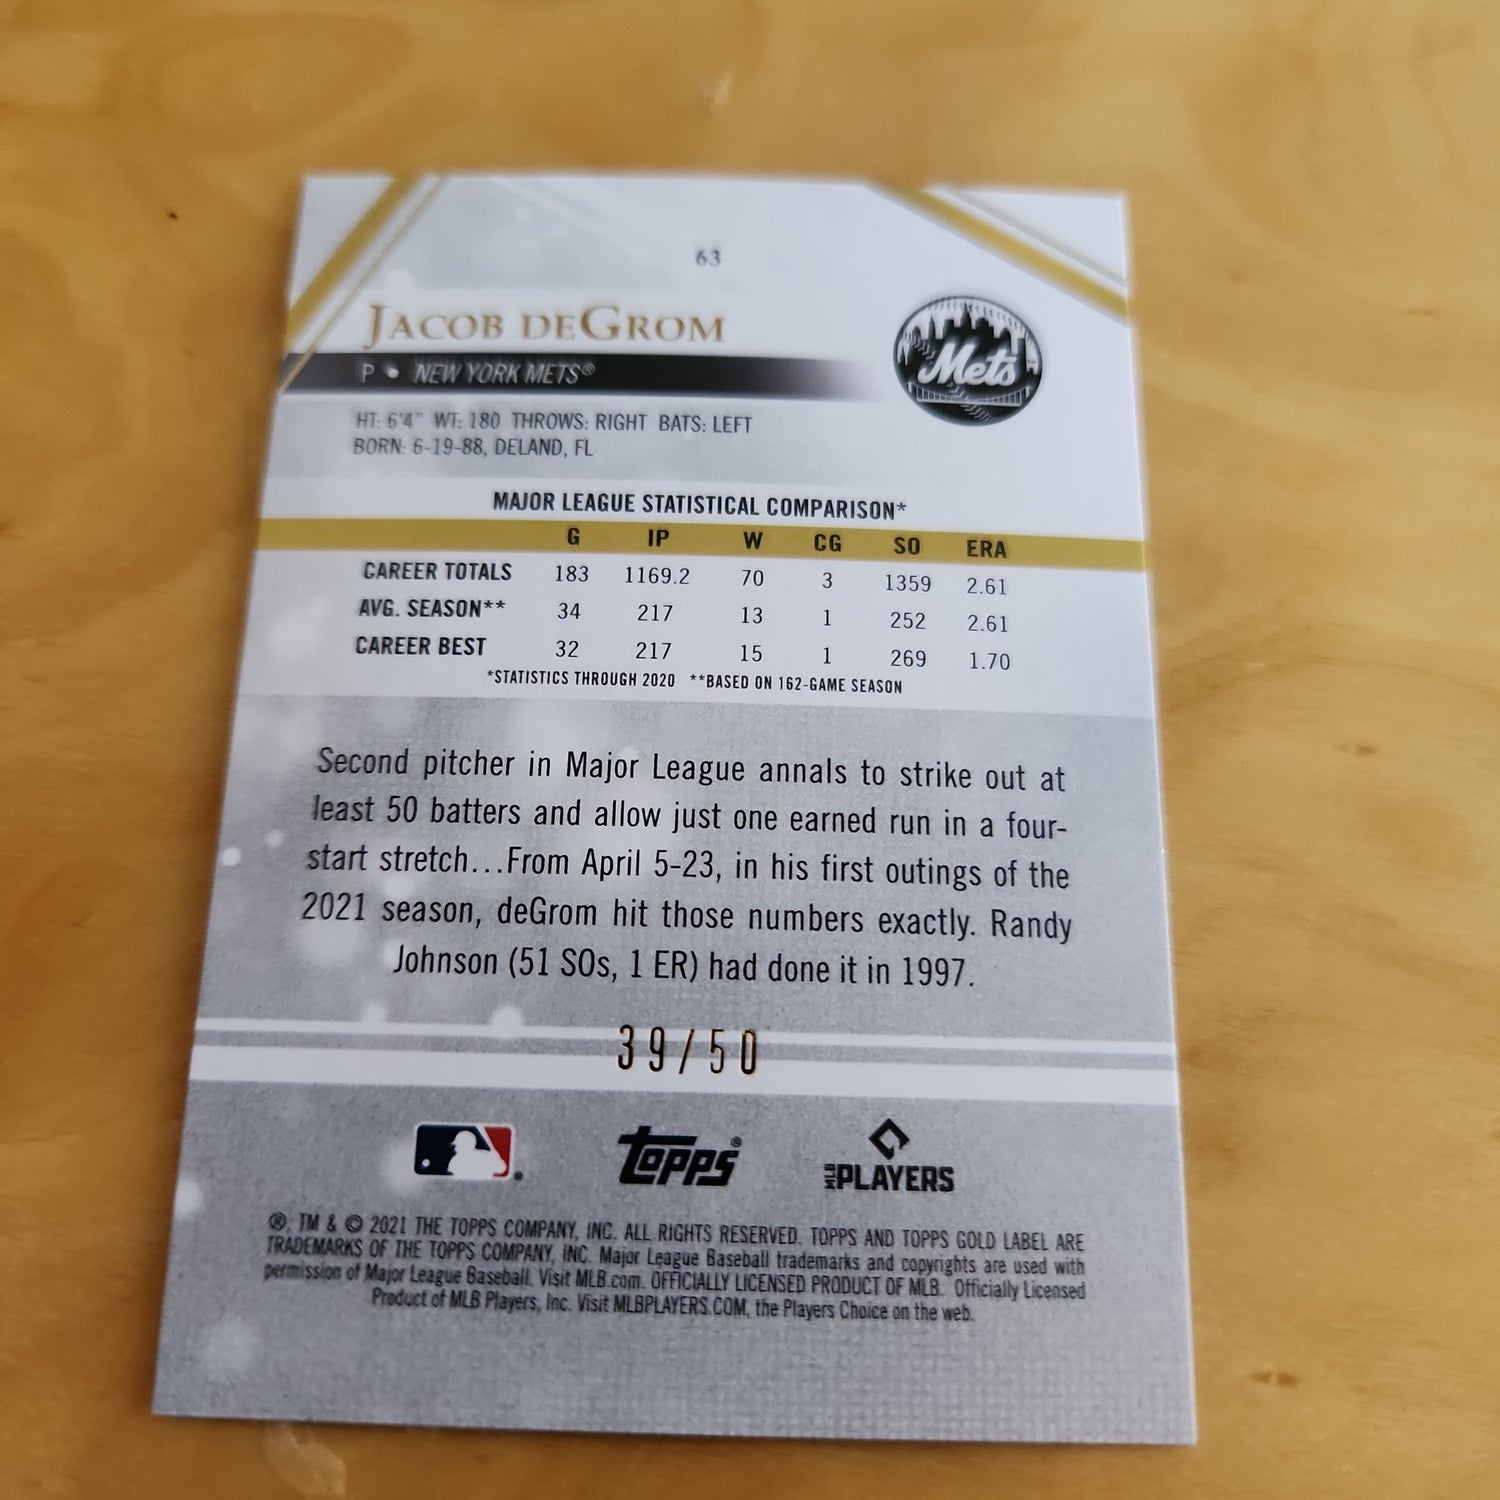 63
JACOB DEGROM
P • NEW YORK METS®
Mets
HT: 6'4" WT: 180 THROWS: RIGHT BATS: LEFT
BORN: 6-19-88, DELAND, FL
MAJOR LEAGUE STATISTICAL COMPARISON*
G IP W CG SO ERA
CAREER TOTALS 183 1169.2 70 3 1359 2.61
AVG. SEASON** 34 217 13 1 252 2.61
CAREER BEST 32 217 15 1 269 1.70
*STATISTICS THROUGH 2020 **BASED ON 162-GAME SEASON
Second pitcher in Major League annals to strike out at
least 50 batters and allow just one earned run in a four-
start stretch...From April 5-23, in his first outings of the
2021 season, deGrom hit those numbers exactly. Randy
Johnson (51 SOs, 1 ER) had done it in 1997.
39/50
Topps®
MLB PLAYERS
®, TM & © 2021 THE TOPPS COMPANY, INC. ALL RIGHTS RESERVED. TOPPS AND TOPPS GOLD LABEL ARE
TRADEMARKS OF THE TOPPS COMPANY, INC. Major League Baseball trademarks and copyrights are used with
permission of Major League Baseball. Visit MLB.com. OFFICIALLY LICENSED PRODUCT OF MLB. Officially Licensed
Product of MLB Players, Inc. Visit MLBPLAYERS.COM, the Players Choice on the web.